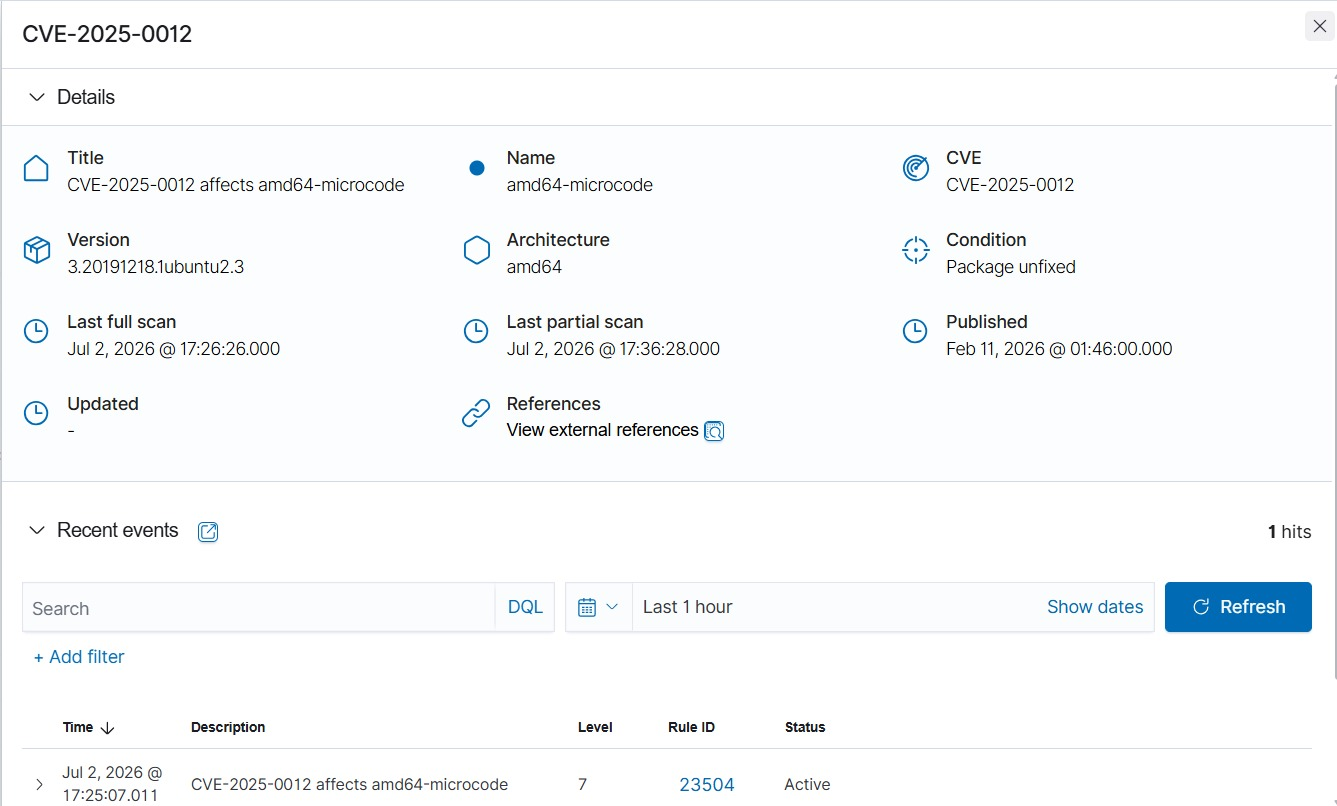 CVE-2025-0012
Details
Title
CVE-2025-0012 affects amd64-microcode
Name
amd64-microcode
CVE
CVE-2025-0012
Version
3.20191218.1ubuntu2.3
Architecture
amd64
Condition
Package unfixed
Last full scan
Jul 2, 2026 @ 17:26:26.000
Last partial scan
Jul 2, 2026 @ 17:36:28.000
Published
Feb 11, 2026 @ 01:46:00.000
Updated
-
References
View external references
Recent events
1 hits
Search DQL
Last 1 hour Show dates
Refresh
+ Add filter
Time Description Level Rule ID Status
Jul 2, 2026 @
17:25:07.011
CVE-2025-0012 affects amd64-microcode 7 23504 Active